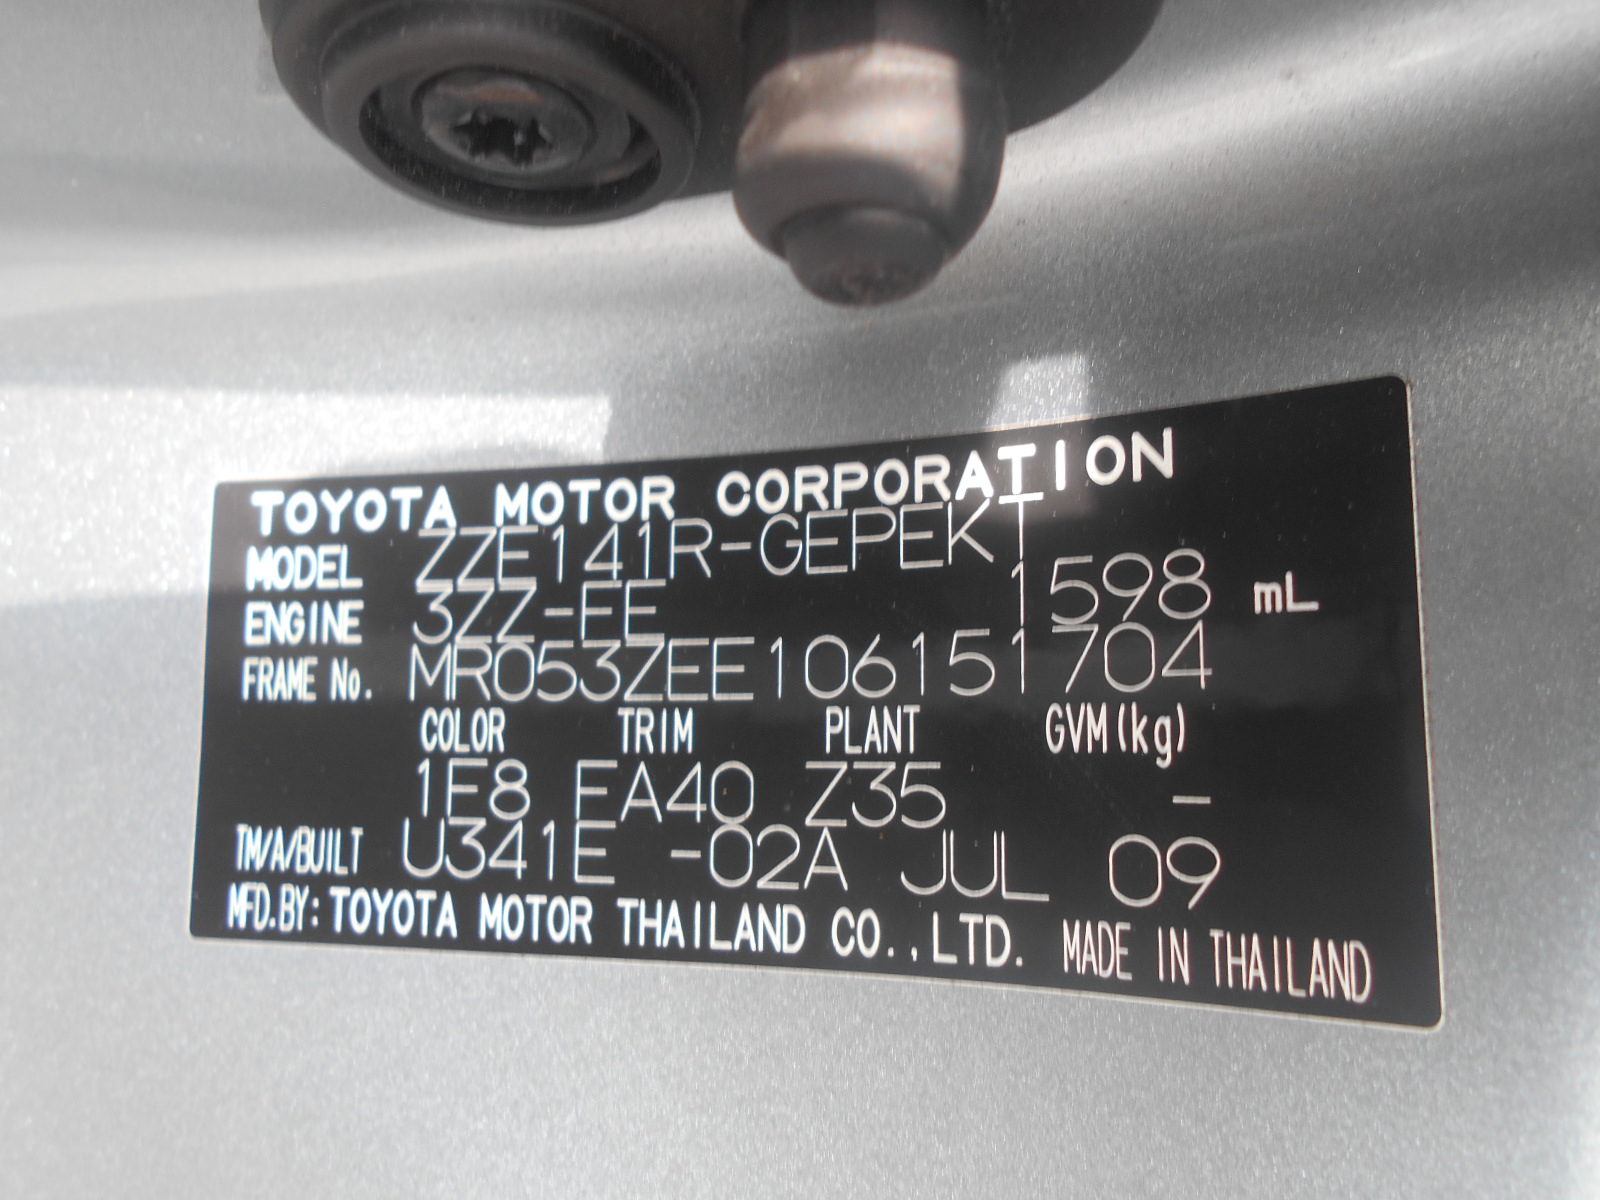 TOYOTA MOTOR CORPORATION
MODEL ZZE141R-GEPEKT
ENGINE 3ZZ-FE 1598 mL
FRAME No. MR053ZEE106151704
COLOR TRIM PLANT GVM(kg)
1F8 FA40 Z35 -
TM/A/BUILT U341E -02A JUL 09
MFD.BY: TOYOTA MOTOR THAILAND CO.,LTD. MADE IN THAILAND